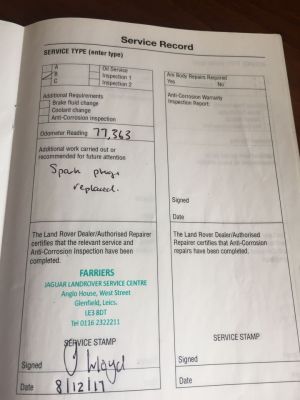 Service Record
SERVICE TYPE (enter type)
A Oil Service
B Inspection 1
C Inspection 2
Additional Requirements
Brake fluid change
Coolant change
Anti-Corrosion inspection
Odometer Reading 77,363
Additional work carried out or
recommended for future attention
Spark plugs
replaced.
The Land Rover Dealer/Authorised Repairer
certifies that the relevant service and
Anti-Corrosion Inspection have been
completed.
FARRIERS
JAGUAR LANDROVER SERVICE CENTRE
Anglo House, West Street
Glenfield, Leics.
LE3 8DT
Tel 0116 2322211
SERVICE STAMP
Signed
Date 8/12/17
Are Body Repairs Required
Yes No
Anti-Corrosion Warranty
Inspection Report:
Signed
Date
The Land Rover Dealer/Authorised
Repairer certifies that Anti-Corrosion
repairs have been completed.
SERVICE STAMP
Signed
Date